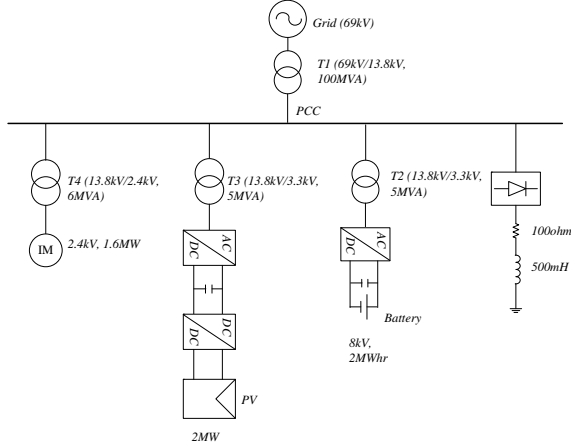 Grid (69kV)
T1 (69kV/13.8kV,
100MVA)
PCC
T4 (13.8kV/2.4kV,
6MVA)
T3 (13.8kV/3.3kV,
5MVA)
T2 (13.8kV/3.3kV,
5MVA)
IM
2.4kV, 1.6MW
AC
DC
AC
DC
100ohm
500mH
DC
DC
Battery
8kV,
2MWhr
PV
2MW